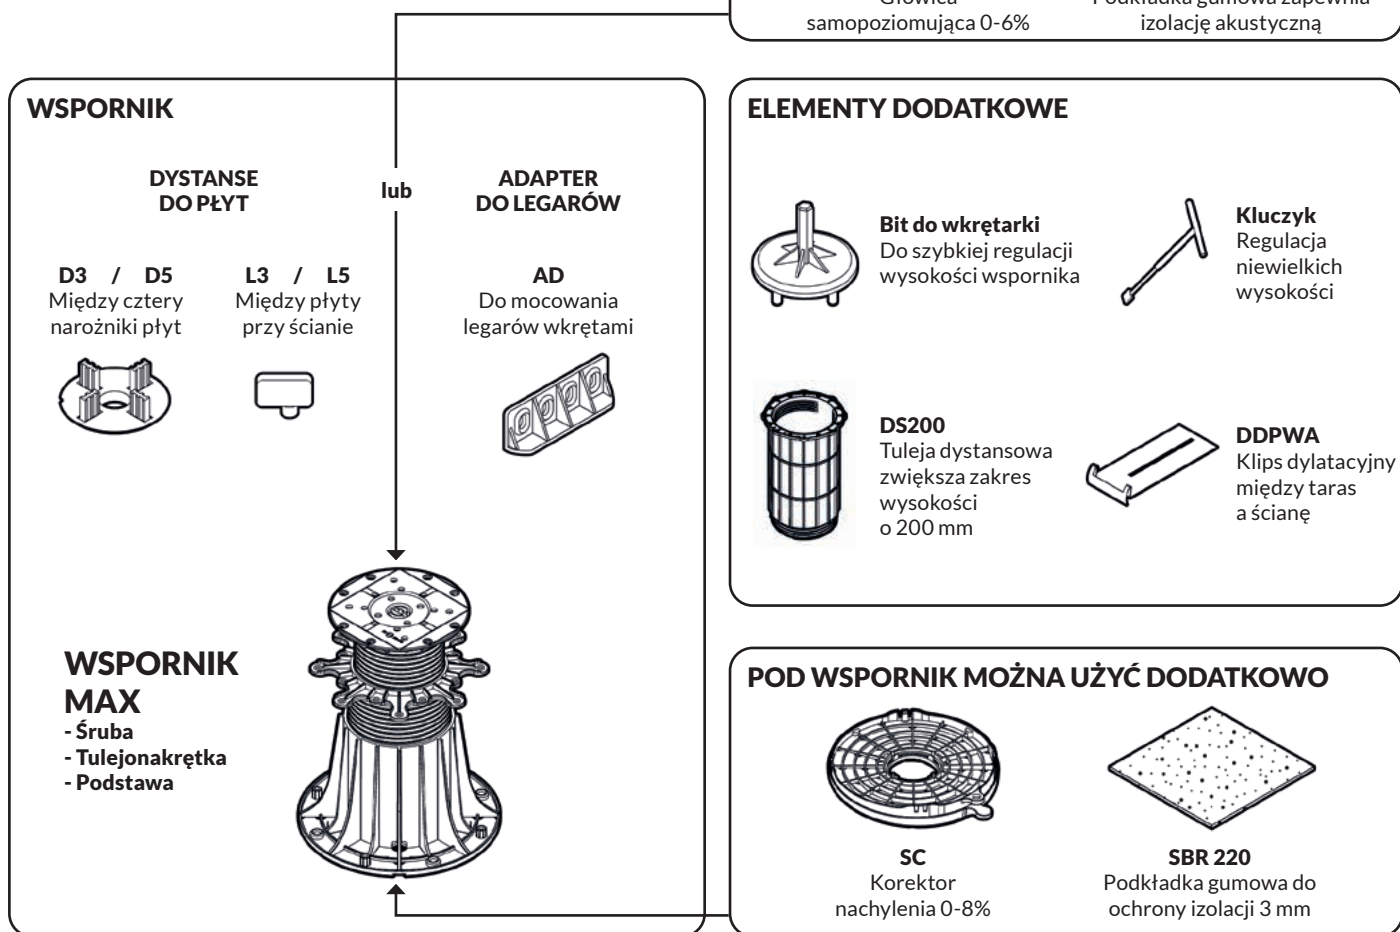 samopoziomująca 0-6%
izolację akustyczną
WSPORNIK
DYSTANSE
DO PŁYT
lub
ADAPTER
DO LEGARÓW
D3 / D5
Między cztery
narożniki płyt
L3 / L5
Między płyty
przy ścianie
AD
Do mocowania
legarów wkrętami
WSPORNIK
MAX
- Śruba
- Tulejonakrętka
- Podstawa
ELEMENTY DODATKOWE
Bit do wkrętarki
Do szybkiej regulacji
wysokości wspornika
Kluczyk
Regulacja
niewielkich
wysokości
DS200
Tuleja dystansowa
zwiększa zakres
wysokości
o 200 mm
DDPWA
Klips dylatacyjny
między taras
a ścianę
POD WSPORNIK MOŻNA UŻYĆ DODATKOWO
SC
Korektor
nachylenia 0-8%
SBR 220
Podkładka gumowa do
ochrony izolacji 3 mm